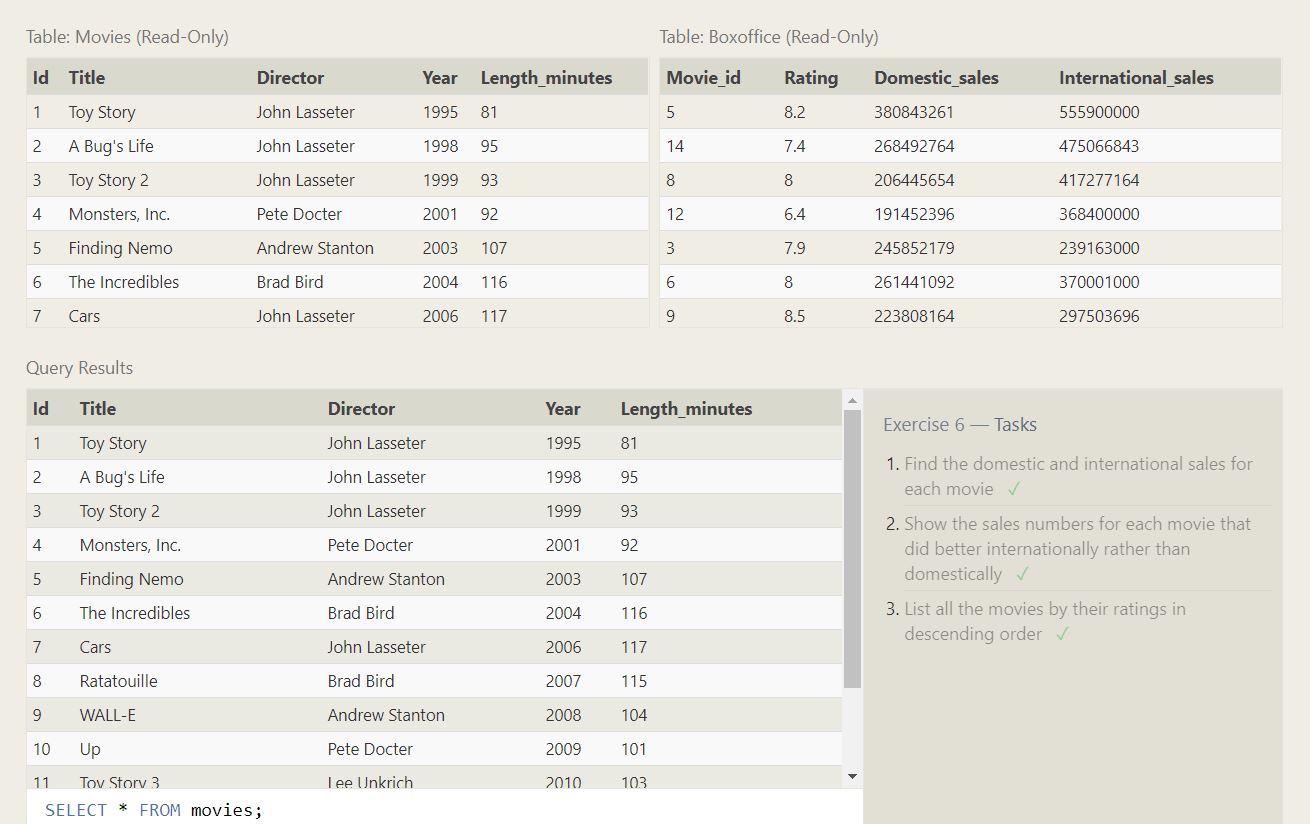 Table: Movies (Read-Only)
Id Title Director Year Length_minutes
1 Toy Story John Lasseter 1995 81
2 A Bug's Life John Lasseter 1998 95
3 Toy Story 2 John Lasseter 1999 93
4 Monsters, Inc. Pete Docter 2001 92
5 Finding Nemo Andrew Stanton 2003 107
6 The Incredibles Brad Bird 2004 116
7 Cars John Lasseter 2006 117
Table: Boxoffice (Read-Only)
Movie_id Rating Domestic_sales International_sales
5 8.2 380843261 555900000
14 7.4 268492764 475066843
8 8 206445654 417277164
12 6.4 191452396 368400000
3 7.9 245852179 239163000
6 8 261441092 370001000
9 8.5 223808164 297503696
Query Results
Id Title Director Year Length_minutes
1 Toy Story John Lasseter 1995 81
2 A Bug's Life John Lasseter 1998 95
3 Toy Story 2 John Lasseter 1999 93
4 Monsters, Inc. Pete Docter 2001 92
5 Finding Nemo Andrew Stanton 2003 107
6 The Incredibles Brad Bird 2004 116
7 Cars John Lasseter 2006 117
8 Ratatouille Brad Bird 2007 115
9 WALL-E Andrew Stanton 2008 104
10 Up Pete Docter 2009 101
11 Toy Story 3 Lee Unkrich 2010 103
SELECT * FROM movies;
Exercise 6 — Tasks
1. Find the domestic and international sales for
each movie ✓
2. Show the sales numbers for each movie that
did better internationally rather than
domestically ✓
3. List all the movies by their ratings in
descending order ✓